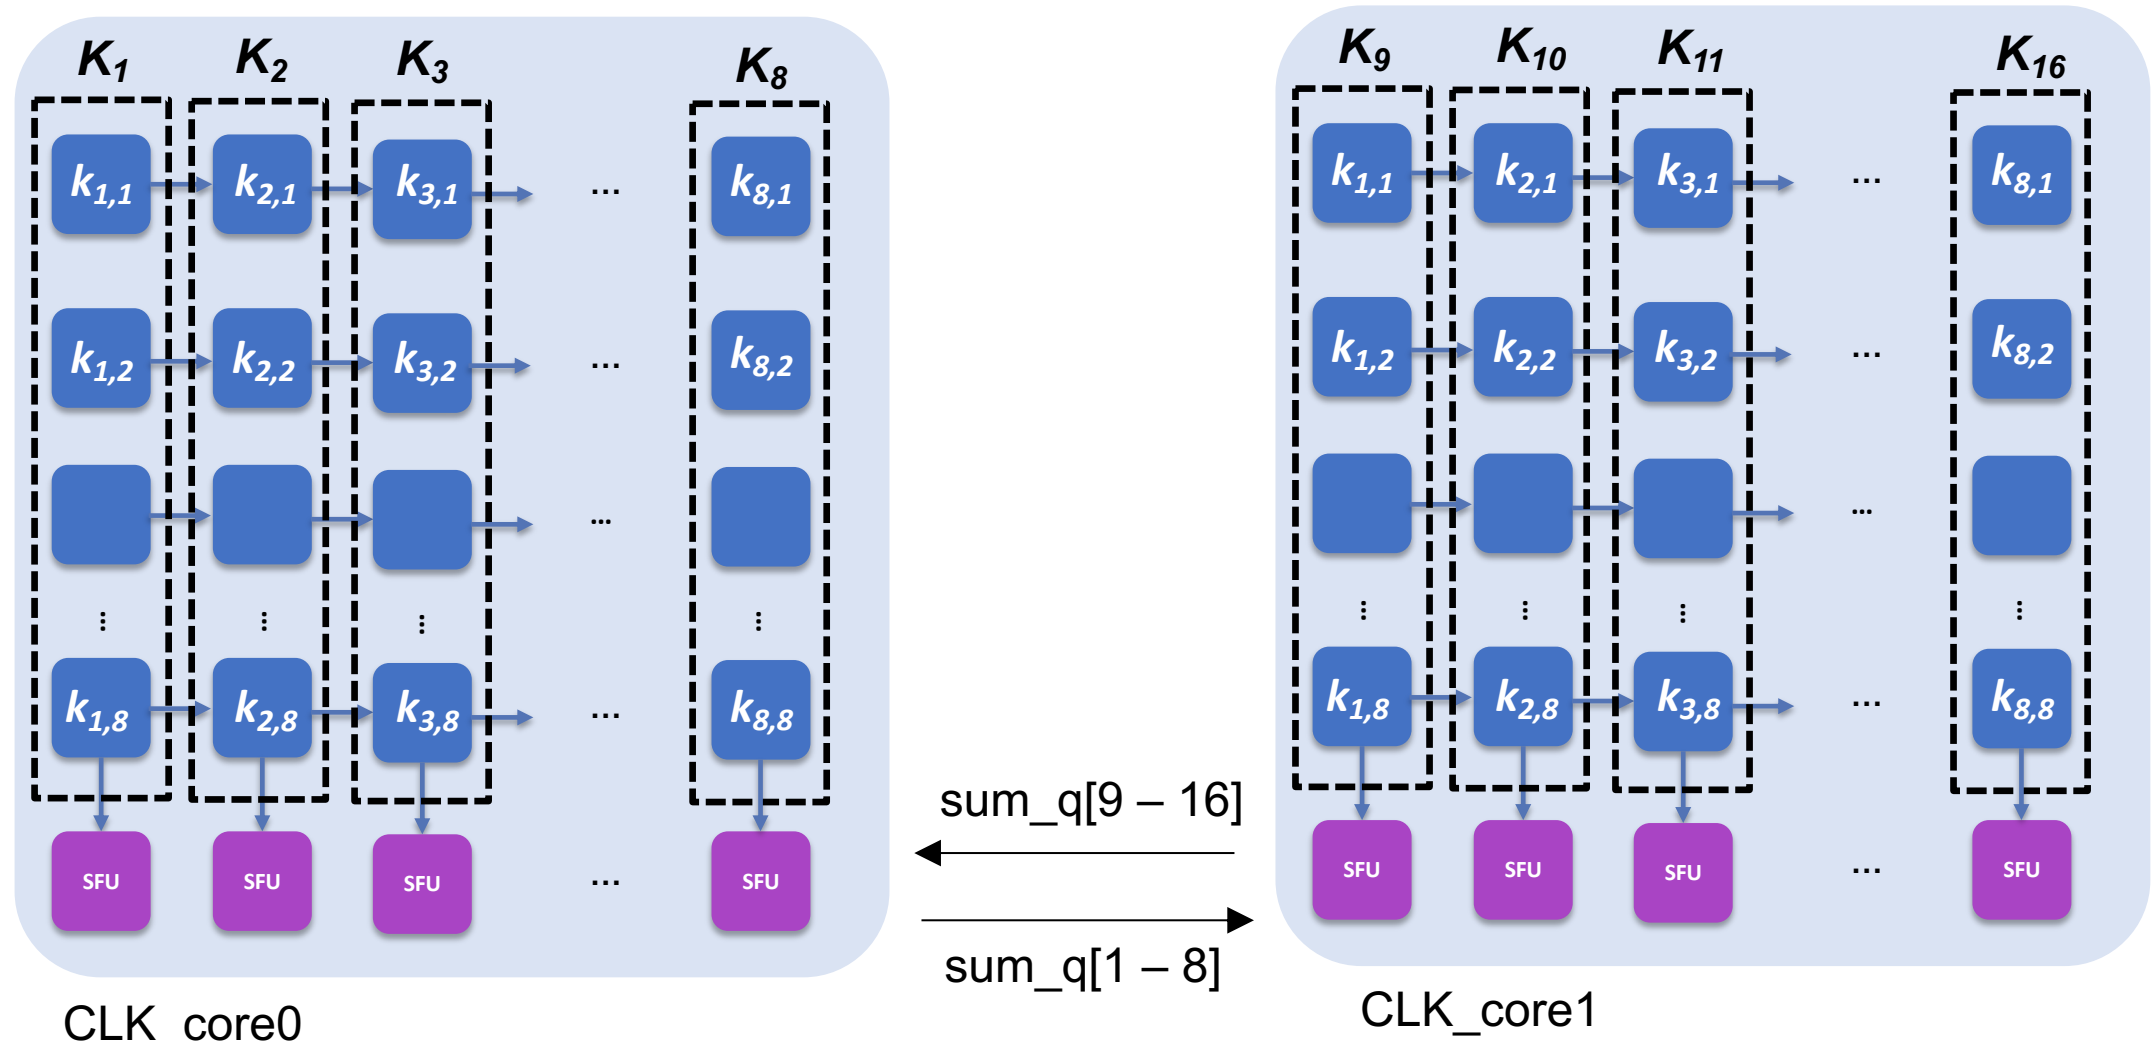 K1 K2 K3 K8
k1,1 k2,1 k3,1 ... k8,1
k1,2 k2,2 k3,2 ... k8,2
...
... ... ... ...
k1,8 k2,8 k3,8 ... k8,8
SFU SFU SFU ... SFU
CLK_core0
sum_q[9 – 16]
sum_q[1 – 8]
K9 K10 K11 K16
k1,1 k2,1 k3,1 ... k8,1
k1,2 k2,2 k3,2 ... k8,2
...
... ... ... ...
k1,8 k2,8 k3,8 ... k8,8
SFU SFU SFU ... SFU
CLK_core1